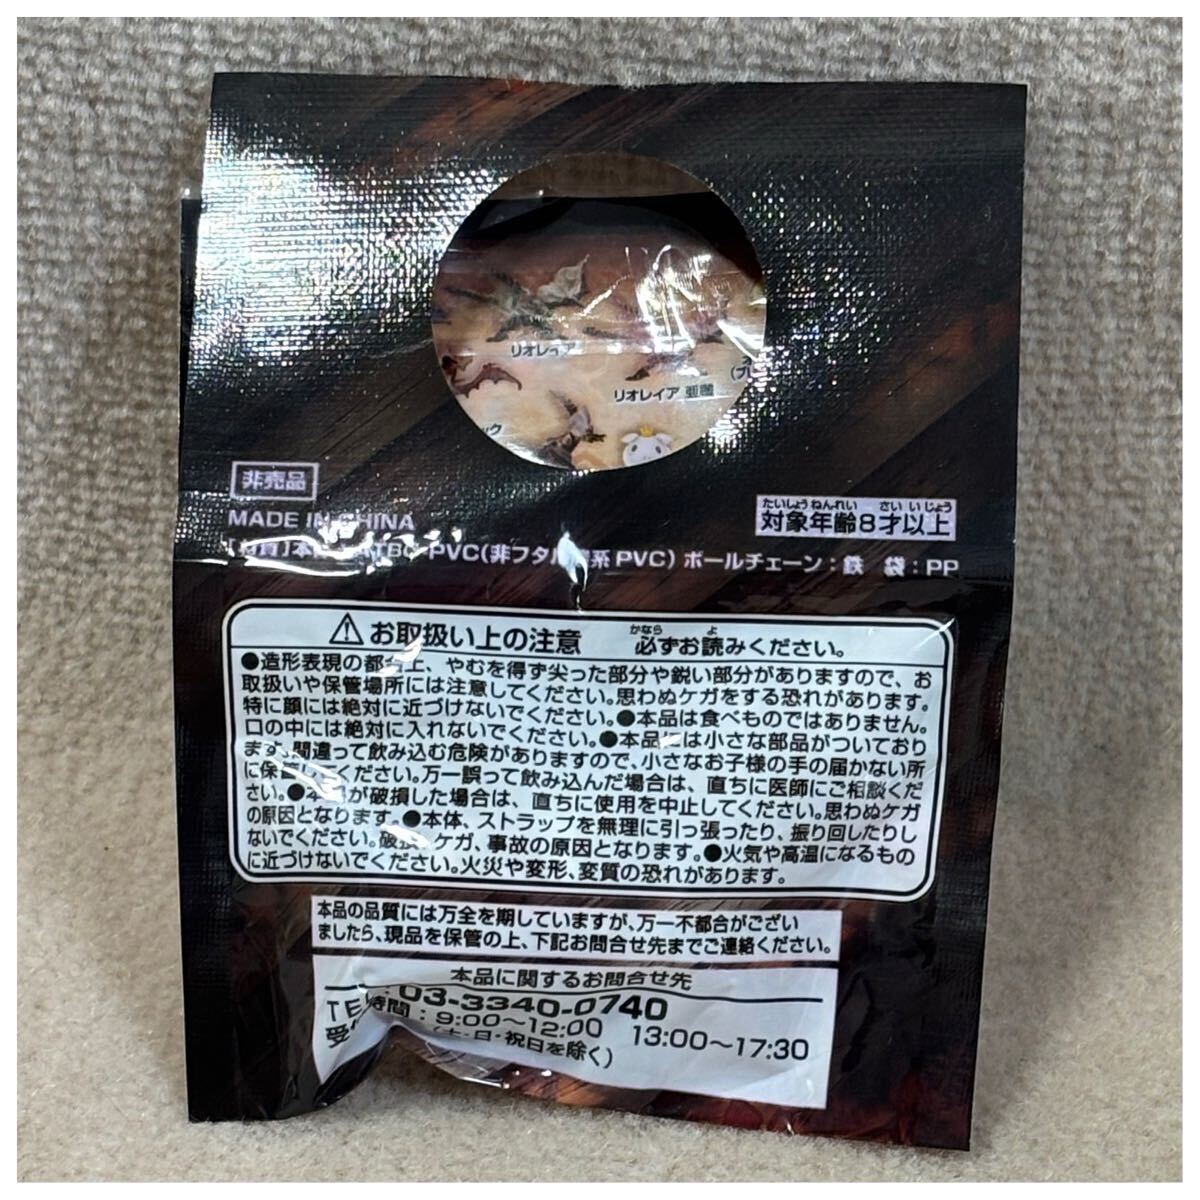 リオレイア
リオレイア 亜種
ック
非売品
MADE IN CHINA
たいしょうねんれい さい いじょう
対象年齢8才以上
PVC(非フタル酸系PVC) ボールチェーン:鉄 袋:PP
⚠お取扱い上の注意 必ずお読みください。
かなら よ
●造形表現の都合上、やむを得ず尖った部分や鋭い部分がありますので、お
取扱いや保管場所には注意してください。思わぬケガをする恐れがあります。
特に顔には絶対に近づけないでください。●本品は食べものではありません。
口の中には絶対に入れないでください。●本品には小さな部品がついており
ます。間違って飲み込む危険がありますので、小さなお子様の手の届かない所
に保管してください。万一誤って飲み込んだ場合は、直ちに医師にご相談くだ
さい。●本品が破損した場合は、直ちに使用を中止してください。思わぬケガ
の原因となります。●本体、ストラップを無理に引っ張ったり、振り回したりし
ないでください。破損、ケガ、事故の原因となります。●火気や高温になるもの
に近づけないでください。火災や変形、変質の恐れがあります。
本品の品質には万全を期していますが、万一不都合がござい
ましたら、現品を保管の上、下記お問合せ先までご連絡ください。
本品に関するお問合せ先
03-3340-0740
時間:9:00〜12:00 13:00〜17:30
(土・日・祝日を除く)